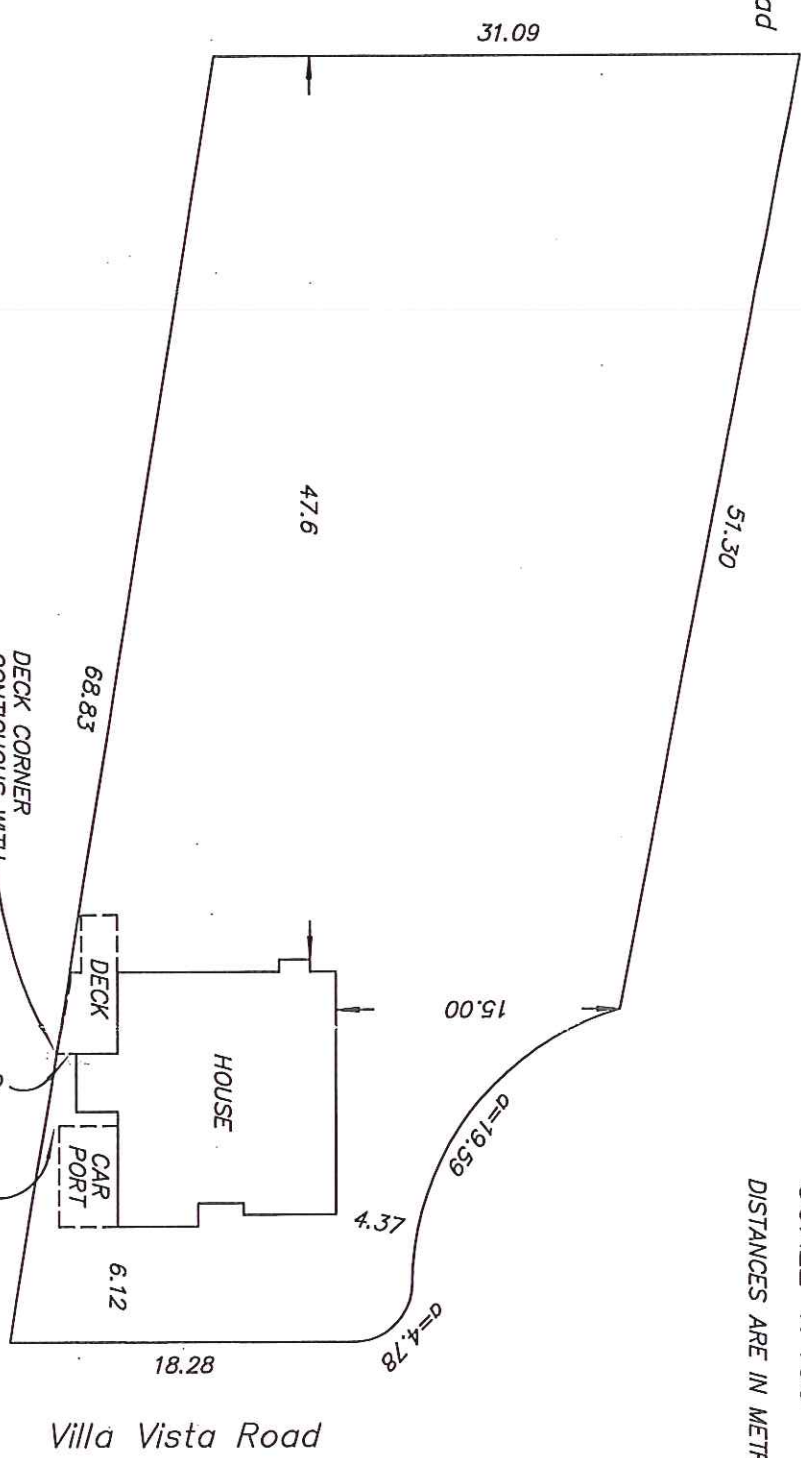 31.09
51.30
47.6
68.83
DECK CORNER
DECK
HOUSE
15.00
a=19.59
4.37
CAR
PORT
6.12
a=4.78
18.28
DISTANCES ARE IN
Villa Vista Road